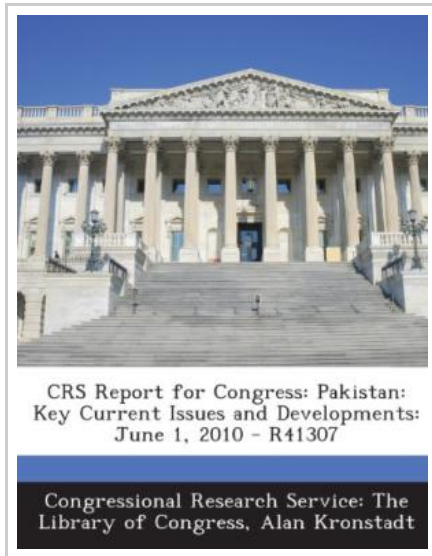 CRS Report for Congress: Pakistan:
Key Current Issues and Developments:
June 1, 2010 - R41307
Congressional Research Service: The
Library of Congress, Alan Kronstadt